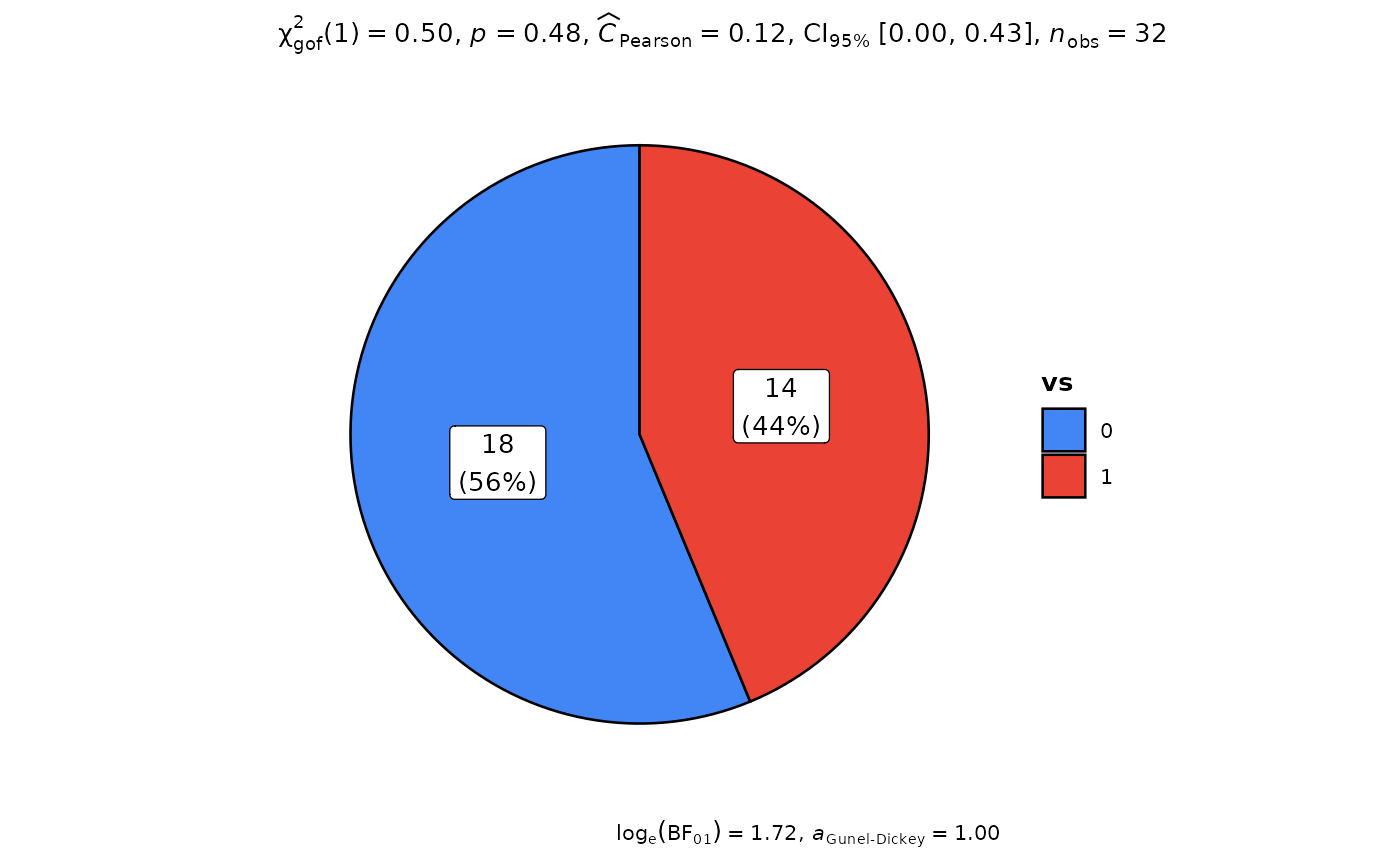 χ²gof(1) = 0.50, p = 0.48, ĈPearson = 0.12, CI95% [0.00, 0.43], nobs = 32
14
(44%)
18
(56%)
vs
0
1
loge(BF01) = 1.72, aGunel-Dickey = 1.00